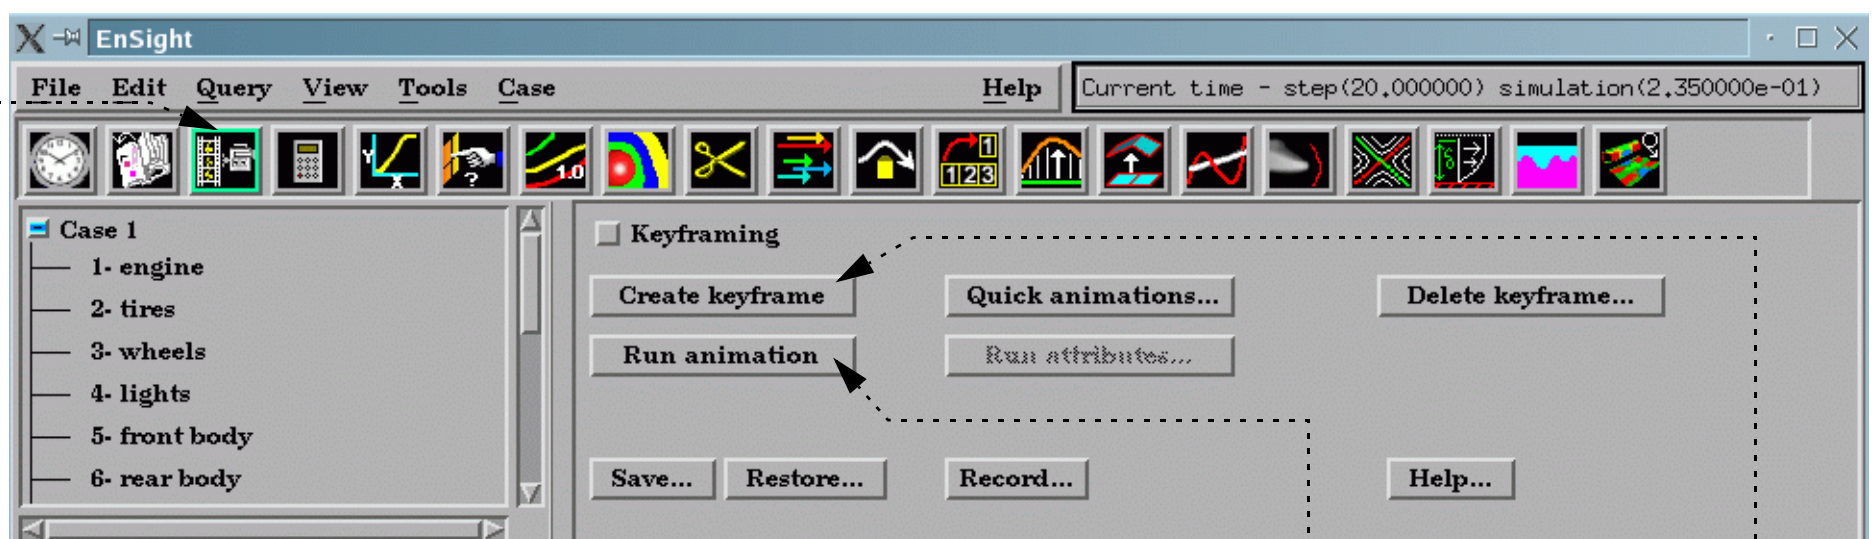 EnSight
File Edit Query View Tools Case Help Current time - step(20.000000) simulation(2.350000e-01)
Y X ? 1.0 1 1 2 3
Case 1
1- engine
2- tires
3- wheels
4- lights
5- front body
6- rear body
Keyframing
Create keyframe Quick animations... Delete keyframe...
Run animation Run attributes...
Save... Restore... Record... Help...